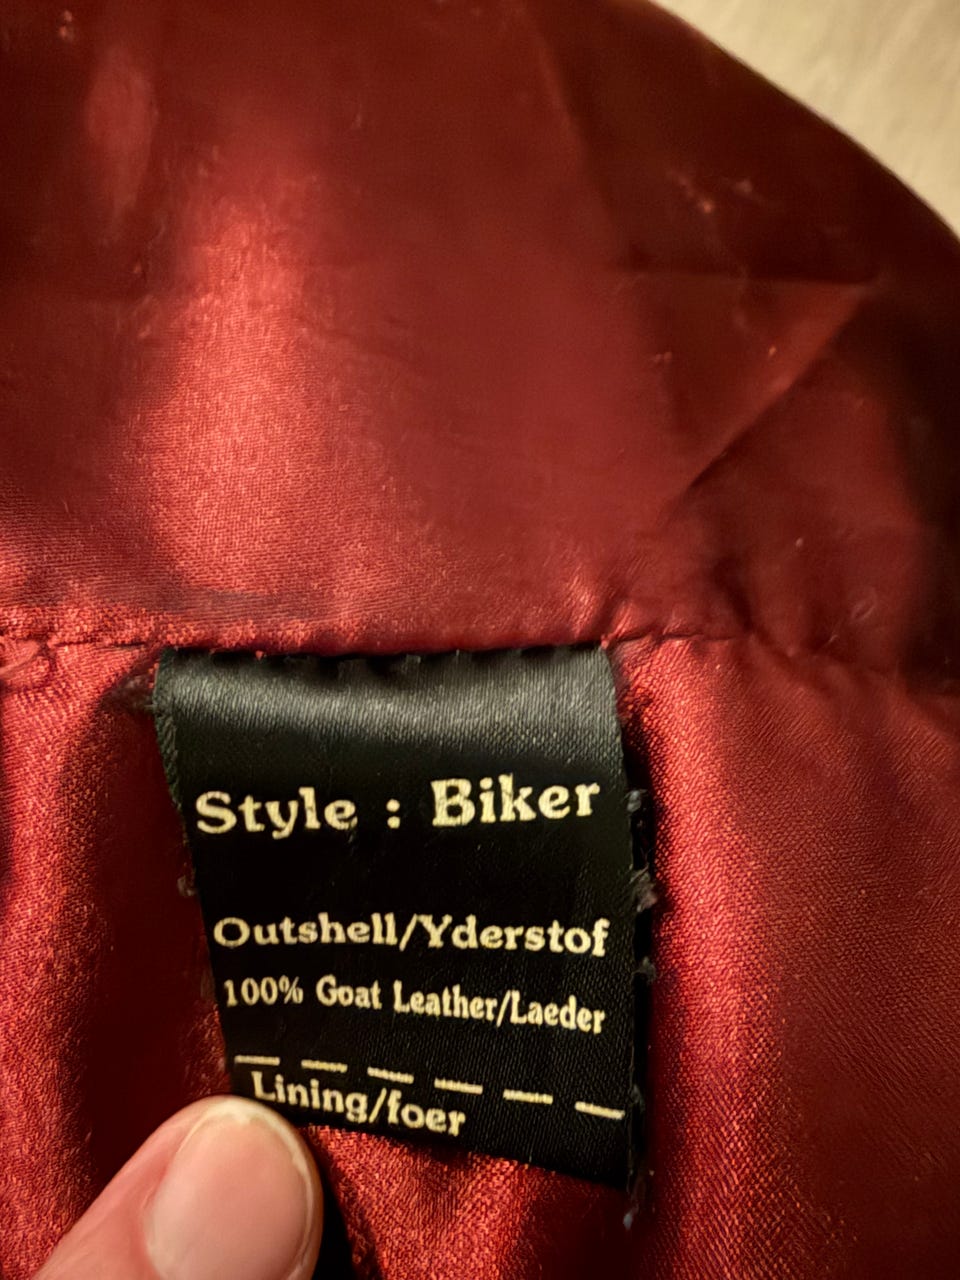 Style : Biker
Outshell/Yderstof
100% Goat Leather/Laeder
Lining/foer